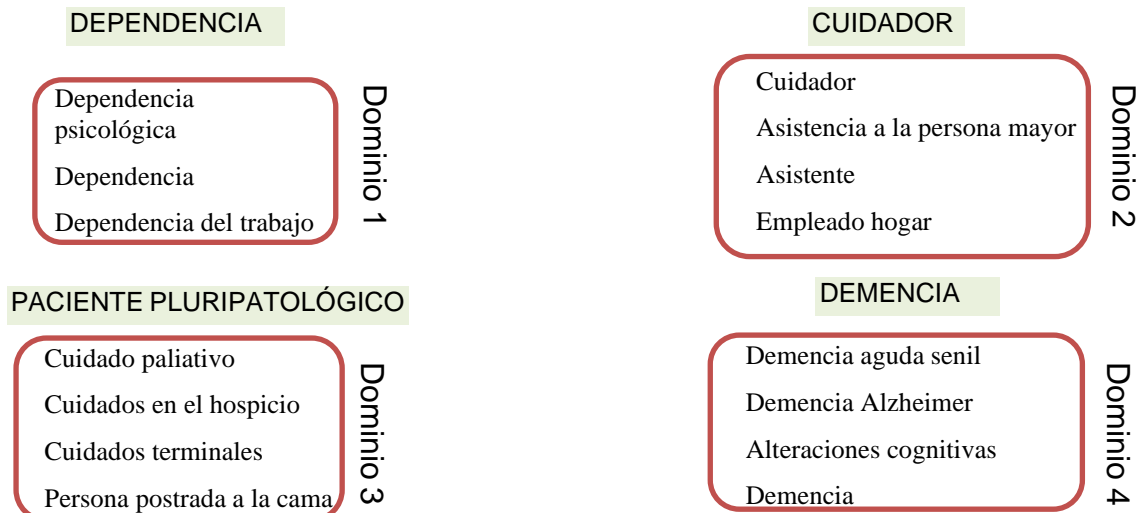 DEPENDENCIA
Dependencia
psicológica
Dependencia
Dependencia del trabajo
Dominio 1
CUIDADOR
Cuidador
Asistencia a la persona mayor
Asistente
Empleado hogar
Dominio 2
PACIENTE PLURIPATOLÓGICO
Cuidado paliativo
Cuidados en el hospicio
Cuidados terminales
Persona postrada a la cama
Dominio 3
DEMENCIA
Demencia aguda senil
Demencia Alzheimer
Alteraciones cognitivas
Demencia
Dominio 4